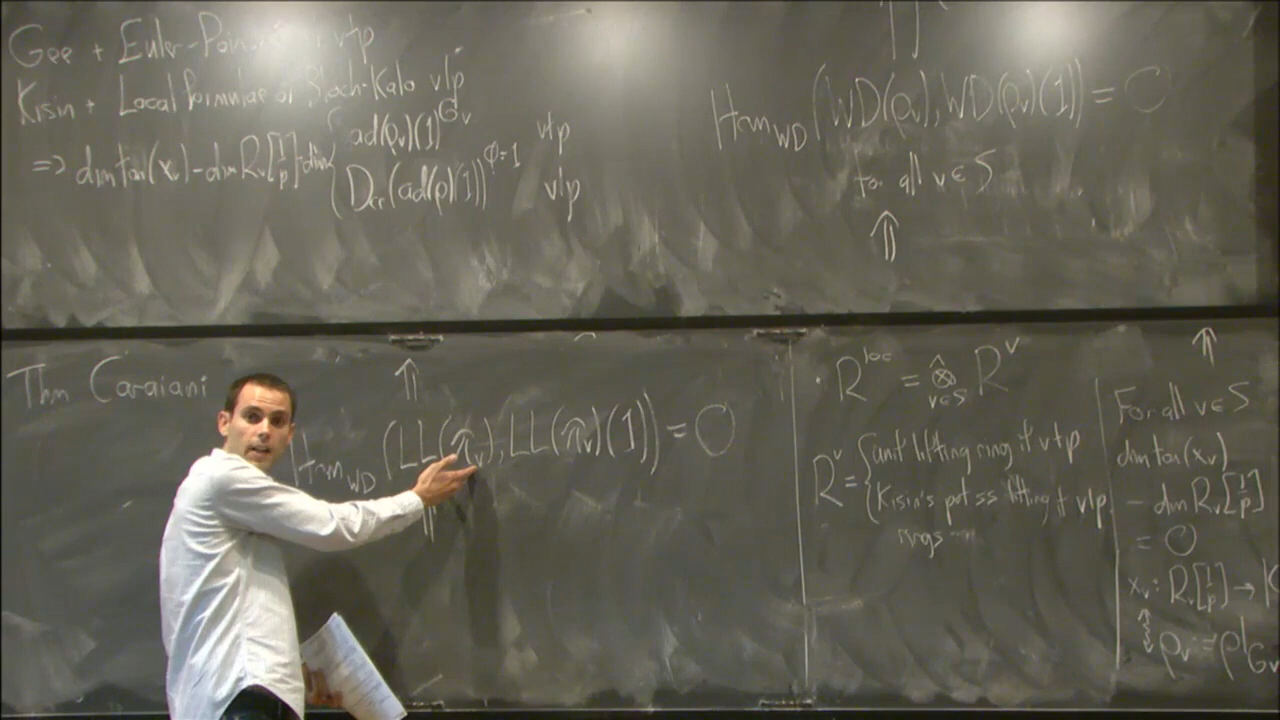 Gee + Euler-Poin v∤p
Kisin + Local formulae of Bloch-Kato v|p
=> dim tan(x_v) - dim R_v[1/p] = dim { ad(ρ_v)(1)^{G_v} v∤p
D_cr(ad(ρ)(1))^{φ=1} v|p
Hom_WD(WD(ρ_v), WD(ρ_v)(1)) = 0
for all v∈S
⇑
Thm Caraiani
⇑
Hom_WD(LL(π_v), LL(π_v)(1)) = 0
R^loc = ⊗̂_{v∈S} R^v
R^v = { unit lifting ring if v∤p
Kisin's pot ss lifting if v|p
rings
⇑
For all v∈S
dim tan(x_v)
- dim R_v[1/p]
= 0
x_v : R_v[1/p] → K
ρ_v := ρ|G_v